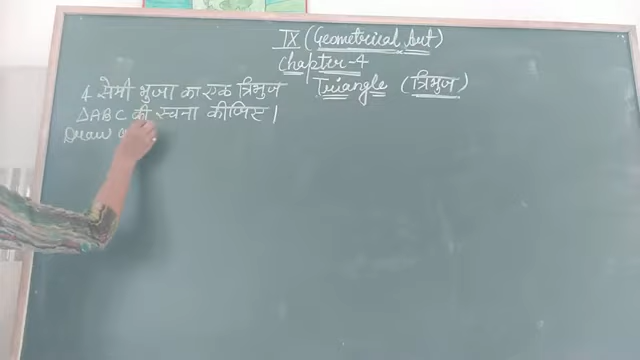 IX (Geometrical Art)
Chapter-4
Triangle (त्रिभुज)
4 सेमी भुजा का एक त्रिभुज
△ABC की रचना कीजिए।
Draw